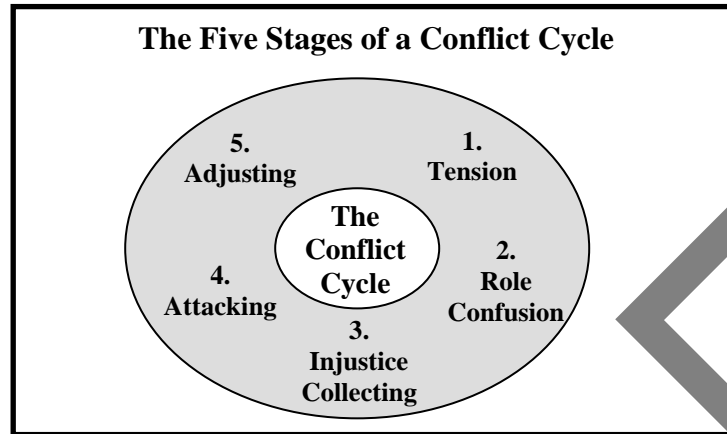 The Five Stages of a Conflict Cycle
1.
Tension
2.
Role
Confusion
3.
Injustice
Collecting
4.
Attacking
5.
Adjusting
The
Conflict
Cycle